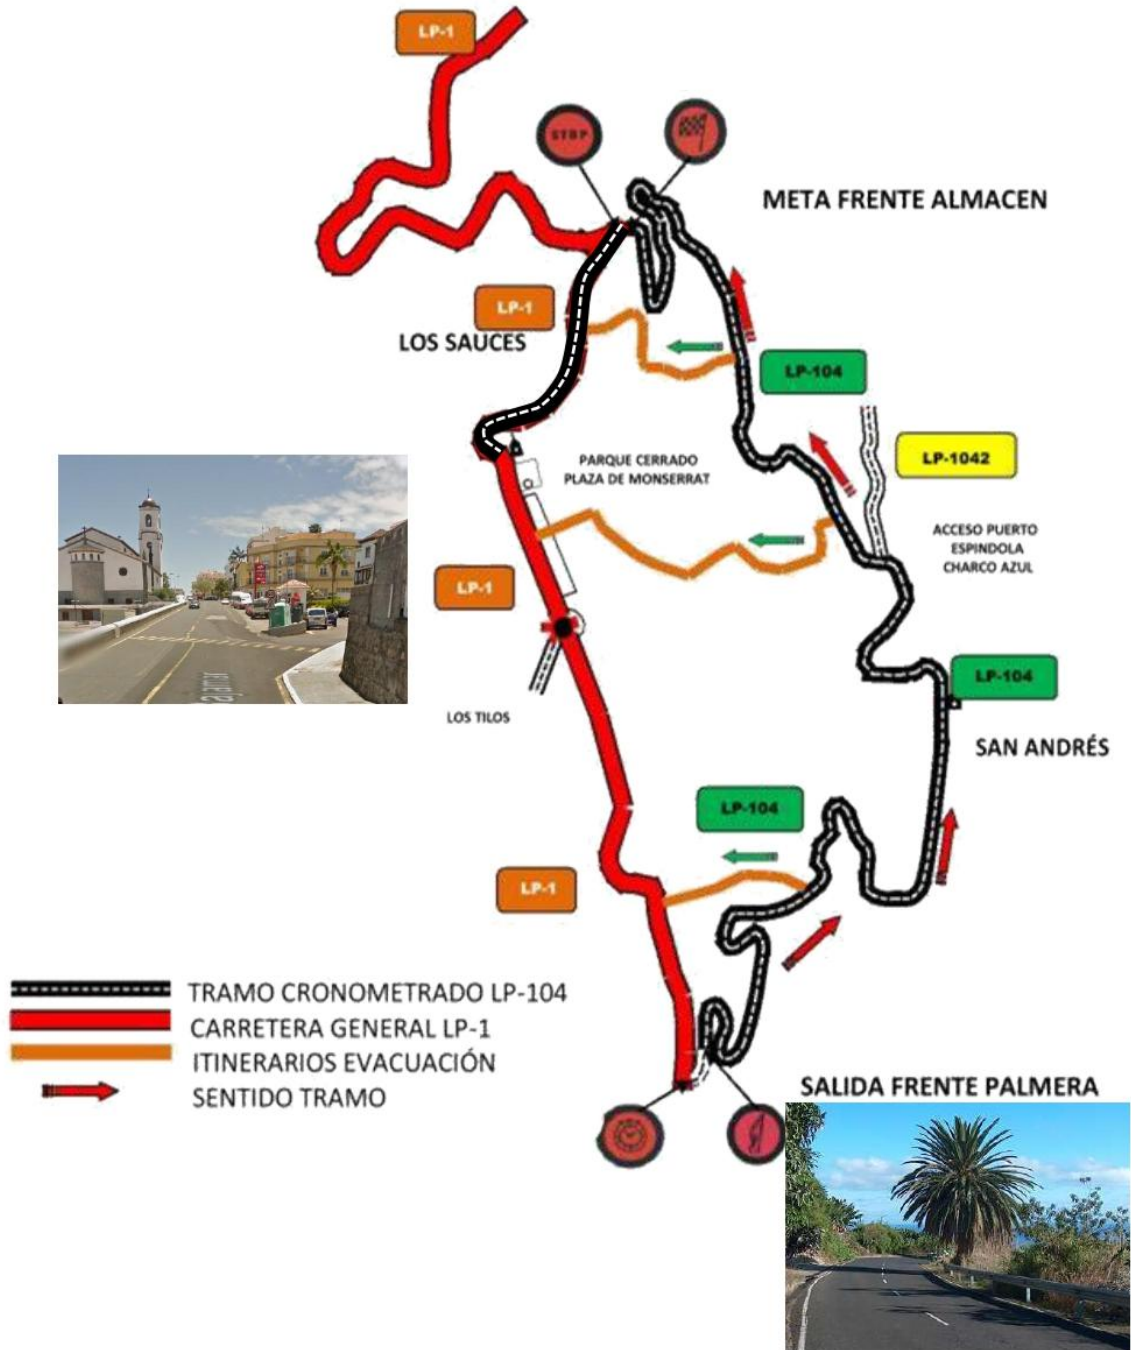 LP-1
STOP
META FRENTE ALMACEN
LP-1
LOS SAUCES
LP-104
PARQUE CERRADO
PLAZA DE MONSERRAT
LP-1042
ACCESO PUERTO
ESPINDOLA
CHARCO AZUL
LP-1
LP-104
LOS TILOS
SAN ANDRÉS
LP-104
LP-1
TRAMO CRONOMETRADO LP-104
CARRETERA GENERAL LP-1
ITINERARIOS EVACUACIÓN
SENTIDO TRAMO
SALIDA FRENTE PALMERA